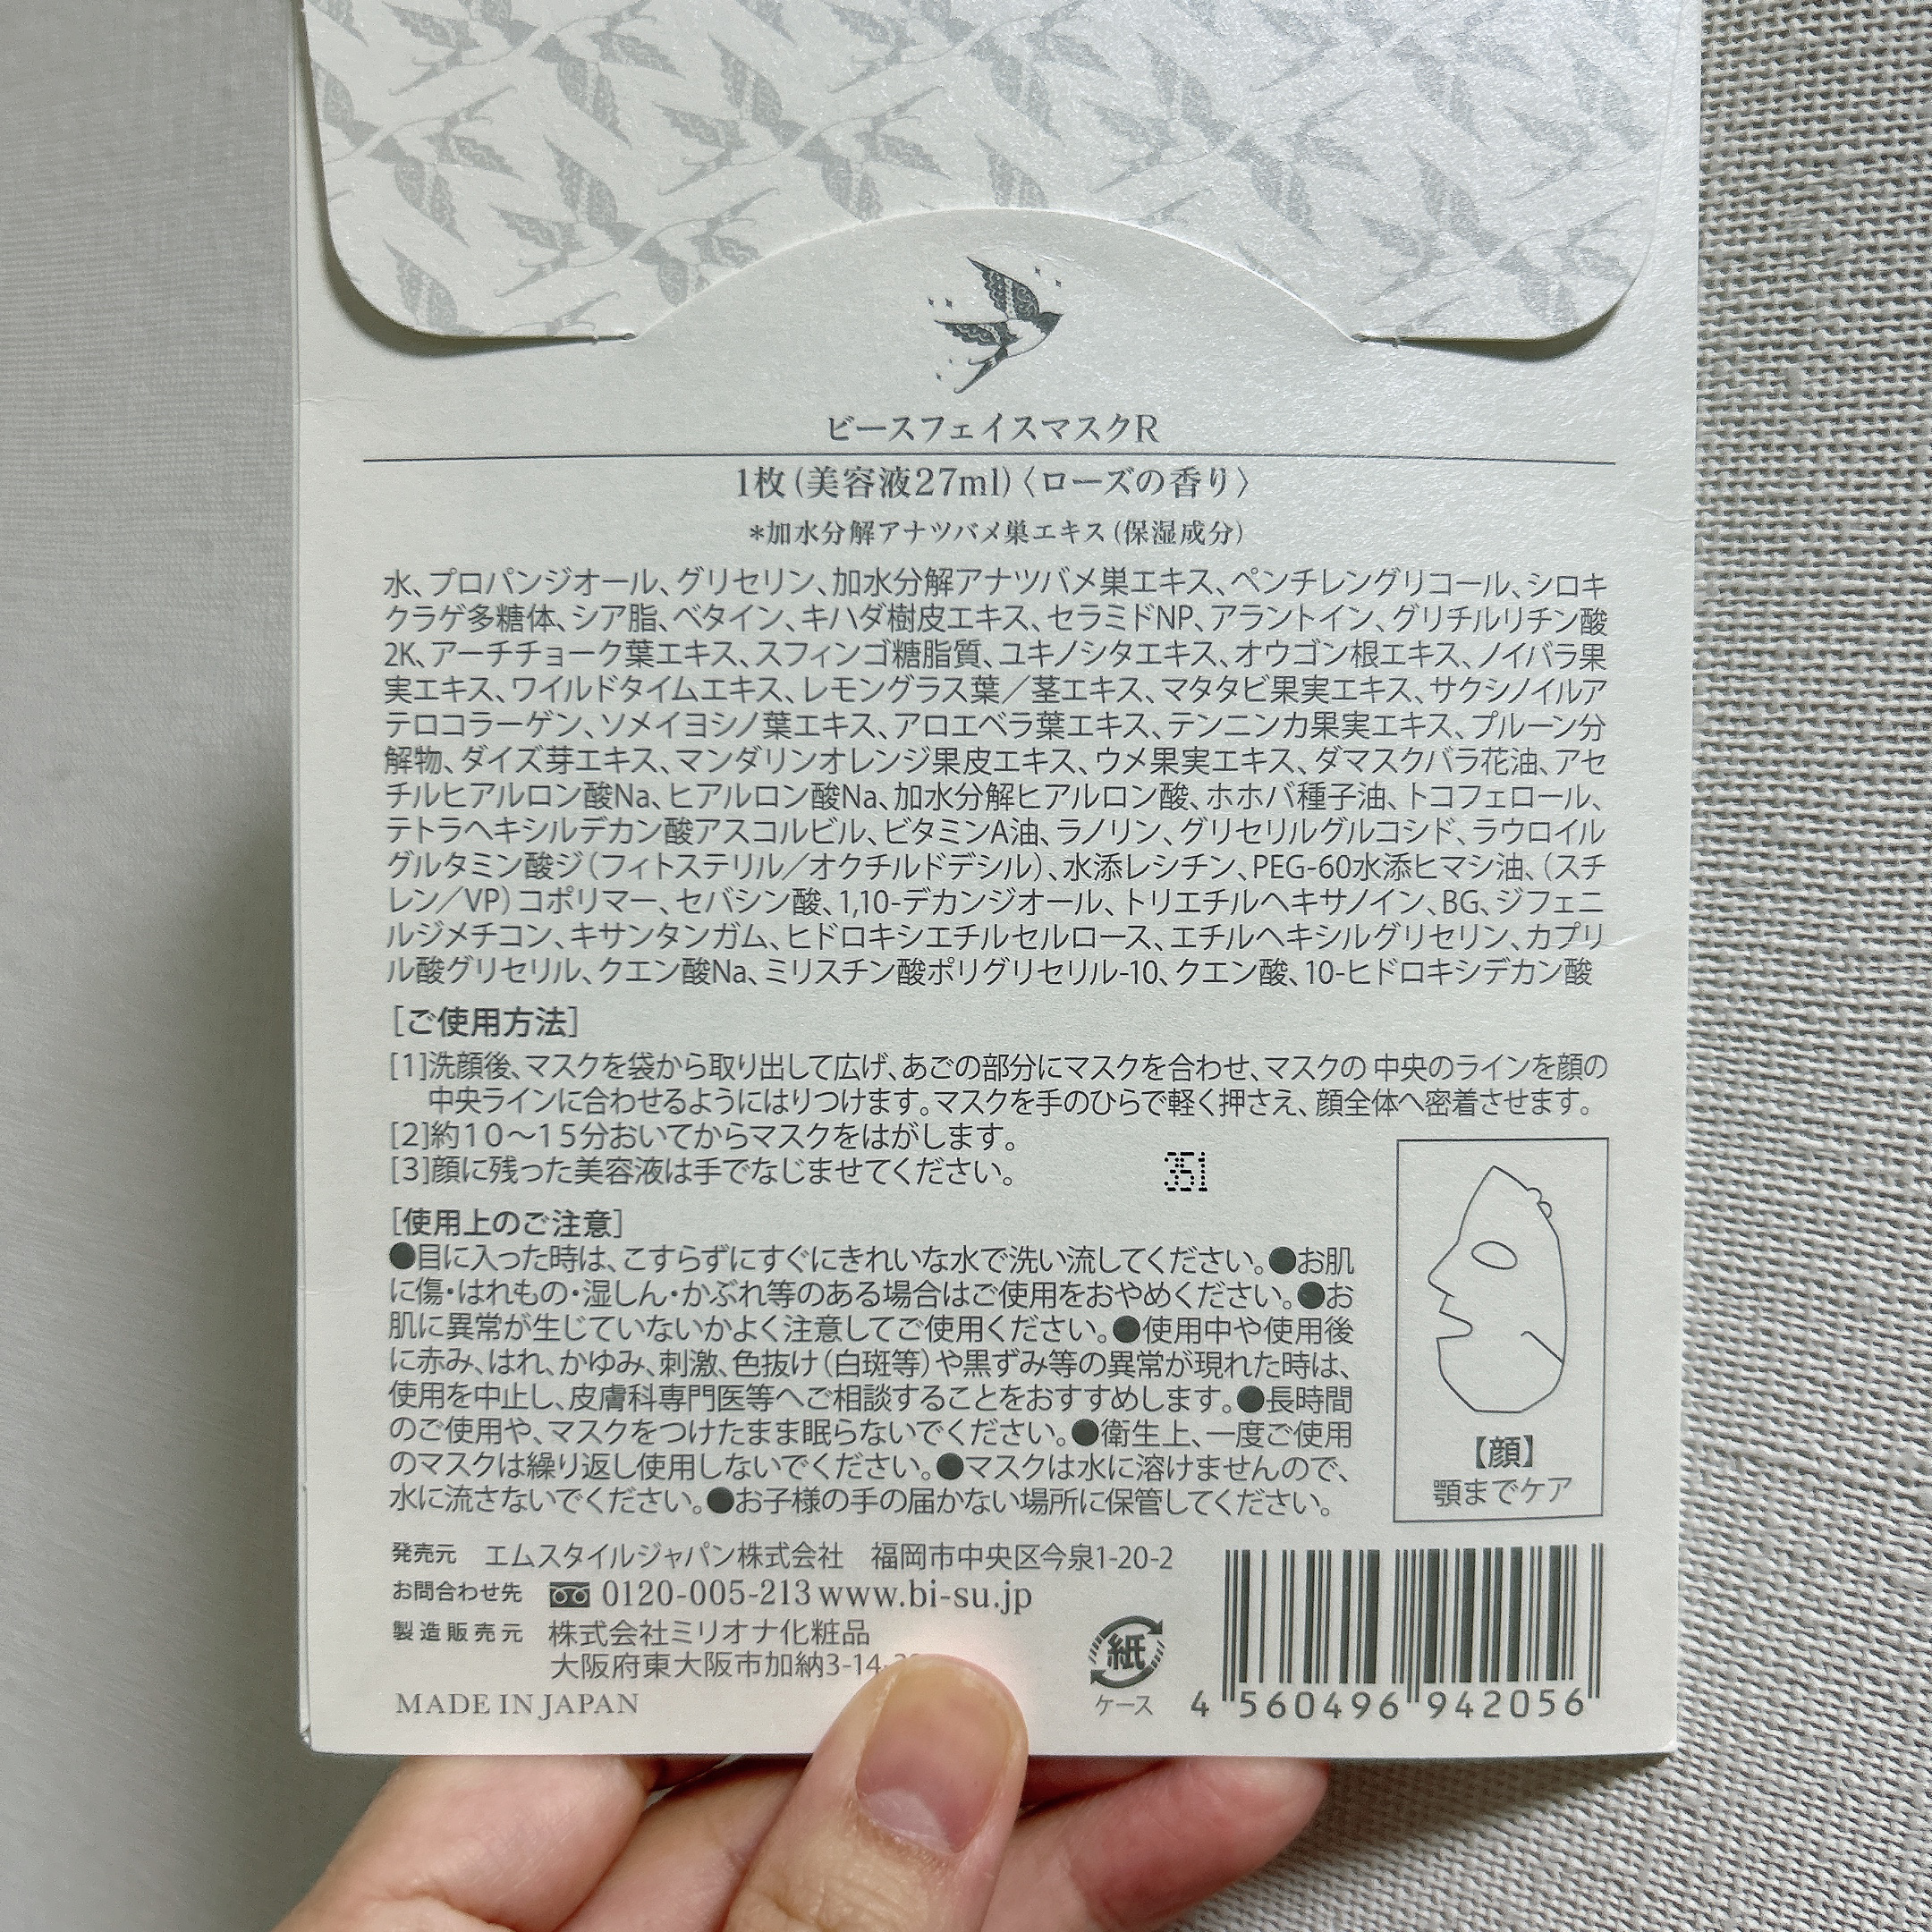 ビースフェイスマスクR
1枚(美容液27ml)〈ローズの香り〉
*加水分解アナツバメ巣エキス(保湿成分)
水、プロパンジオール、グリセリン、加水分解アナツバメ巣エキス、ペンチレングリコール、シロキ
クラゲ多糖体、シア脂、ベタイン、キハダ樹皮エキス、セラミドNP、アラントイン、グリチルリチン酸
2K、アーチチョーク葉エキス、スフィンゴ糖脂質、ユキノシタエキス、オウゴン根エキス、ノイバラ果
実エキス、ワイルドタイムエキス、レモングラス葉／茎エキス、マタタビ果実エキス、サクシノイルア
テロコラーゲン、ソメイヨシノ葉エキス、アロエベラ葉エキス、テンニンカ果実エキス、プルーン分
解物、ダイズ芽エキス、マンダリンオレンジ果皮エキス、ウメ果実エキス、ダマスクバラ花油、アセ
チルヒアルロン酸Na、ヒアルロン酸Na、加水分解ヒアルロン酸、ホホバ種子油、トコフェロール、
テトラヘキシルデカン酸アスコルビル、ビタミンA油、ラノリン、グリセリルグルコシド、ラウロイル
グルタミン酸ジ(フィトステリル／オクチルドデシル)、水添レシチン、PEG-60水添ヒマシ油、(スチ
レン／VP)コポリマー、セバシン酸、1,10-デカンジオール、トリエチルヘキサノイン、BG、ジフェニ
ルジメチコン、キサンタンガム、ヒドロキシエチルセルロース、エチルヘキシルグリセリン、カプリ
ル酸グリセリル、クエン酸Na、ミリスチン酸ポリグリセリル-10、クエン酸、10-ヒドロキシデカン酸
[ご使用方法]
[1]洗顔後、マスクを袋から取り出して広げ、あごの部分にマスクを合わせ、マスクの 中央のラインを顔の
中央ラインに合わせるようにはりつけます。マスクを手のひらで軽く押さえ、顔全体へ密着させます。
[2]約10〜15分おいてからマスクをはがします。
[3]顔に残った美容液は手でなじませてください。
351
[使用上のご注意]
●目に入った時は、こすらずにすぐにきれいな水で洗い流してください。●お肌
に傷・はれもの・湿しん・かぶれ等のある場合はご使用をおやめください。●お
肌に異常が生じていないかよく注意してご使用ください。●使用中や使用後
に赤み、はれ、かゆみ、刺激、色抜け(白斑等)や黒ずみ等の異常が現れた時は、
使用を中止し、皮膚科専門医等へご相談することをおすすめします。●長時間
のご使用や、マスクをつけたまま眠らないでください。●衛生上、一度ご使用
のマスクは繰り返し使用しないでください。●マスクは水に溶けませんので、
水に流さないでください。●お子様の手の届かない場所に保管してください。
【顔】
顎までケア
発売元 エムスタイルジャパン株式会社 福岡市中央区今泉1-20-2
お問合わせ先 0120-005-213 www.bi-su.jp
製造販売元 株式会社ミリオナ化粧品
大阪府東大阪市加納3-14-
MADE IN JAPAN
紙
ケース
4 560496 942056